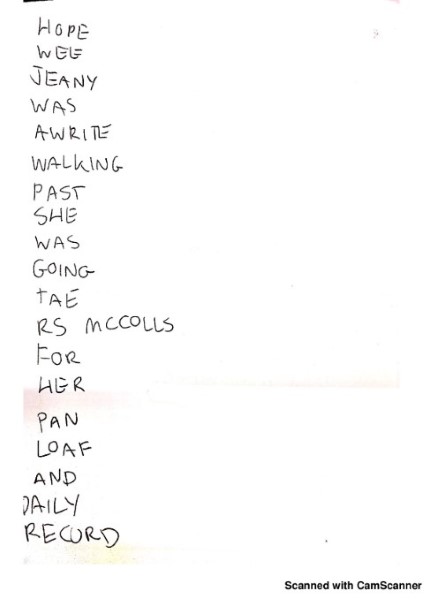 HOPE
WEE
JEANY
WAS
AWRITE
WALKING
PAST
SHE
WAS
GOING
TAE
RS MCCOLLS
FOR
HER
PAN
LOAF
AND
DAILY
RECORD
Scanned with CamScanner